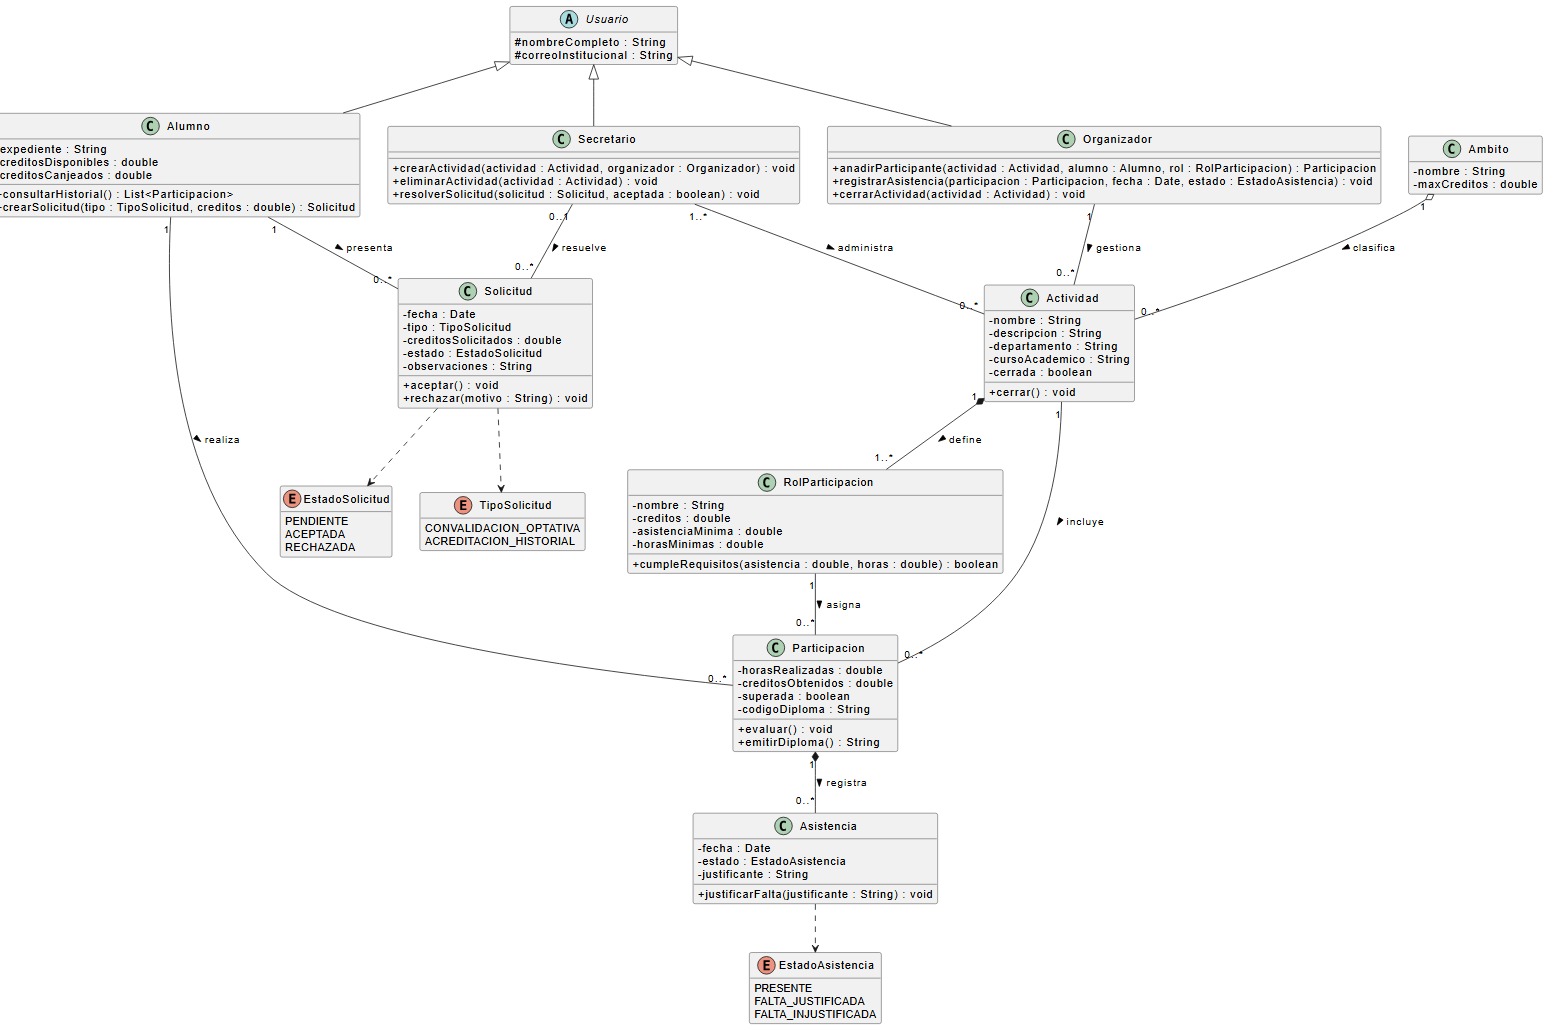 A Usuario
#nombreCompleto : String
#correoInstitucional : String
C Alumno
expediente : String
creditosDisponibles : double
creditosCanjeados : double
-consultarHistorial() : List<Participacion>
-crearSolicitud(tipo : TipoSolicitud, creditos : double) : Solicitud
C Secretario
+crearActividad(actividad : Actividad, organizador : Organizador) : void
+eliminarActividad(actividad : Actividad) : void
+resolverSolicitud(solicitud : Solicitud, aceptada : boolean) : void
C Organizador
+anadirParticipante(actividad : Actividad, alumno : Alumno, rol : RolParticipacion) : Participacion
+registrarAsistencia(participacion : Participacion, fecha : Date, estado : EstadoAsistencia) : void
+cerrarActividad(actividad : Actividad) : void
C Ambito
-nombre : String
-maxCreditos : double
1
1
0..1
1..*
1
1
presenta
resuelve
administra
gestiona
clasifica
0..*
0..*
0..*
0..*
0..*
C Solicitud
-fecha : Date
-tipo : TipoSolicitud
-creditosSolicitados : double
-estado : EstadoSolicitud
-observaciones : String
+aceptar() : void
+rechazar(motivo : String) : void
C Actividad
-nombre : String
-descripcion : String
-departamento : String
-cursoAcademico : String
-cerrada : boolean
+cerrar() : void
1
1
realiza
define
1..*
E EstadoSolicitud
PENDIENTE
ACEPTADA
RECHAZADA
E TipoSolicitud
CONVALIDACION_OPTATIVA
ACREDITACION_HISTORIAL
C RolParticipacion
-nombre : String
-creditos : double
-asistenciaMinima : double
-horasMinimas : double
+cumpleRequisitos(asistencia : double, horas : double) : boolean
incluye
1
asigna
0..*
0..*
0..*
C Participacion
-horasRealizadas : double
-creditosObtenidos : double
-superada : boolean
-codigoDiploma : String
+evaluar() : void
+emitirDiploma() : String
1
registra
0..*
C Asistencia
-fecha : Date
-estado : EstadoAsistencia
-justificante : String
+justificarFalta(justificante : String) : void
E EstadoAsistencia
PRESENTE
FALTA_JUSTIFICADA
FALTA_INJUSTIFICADA